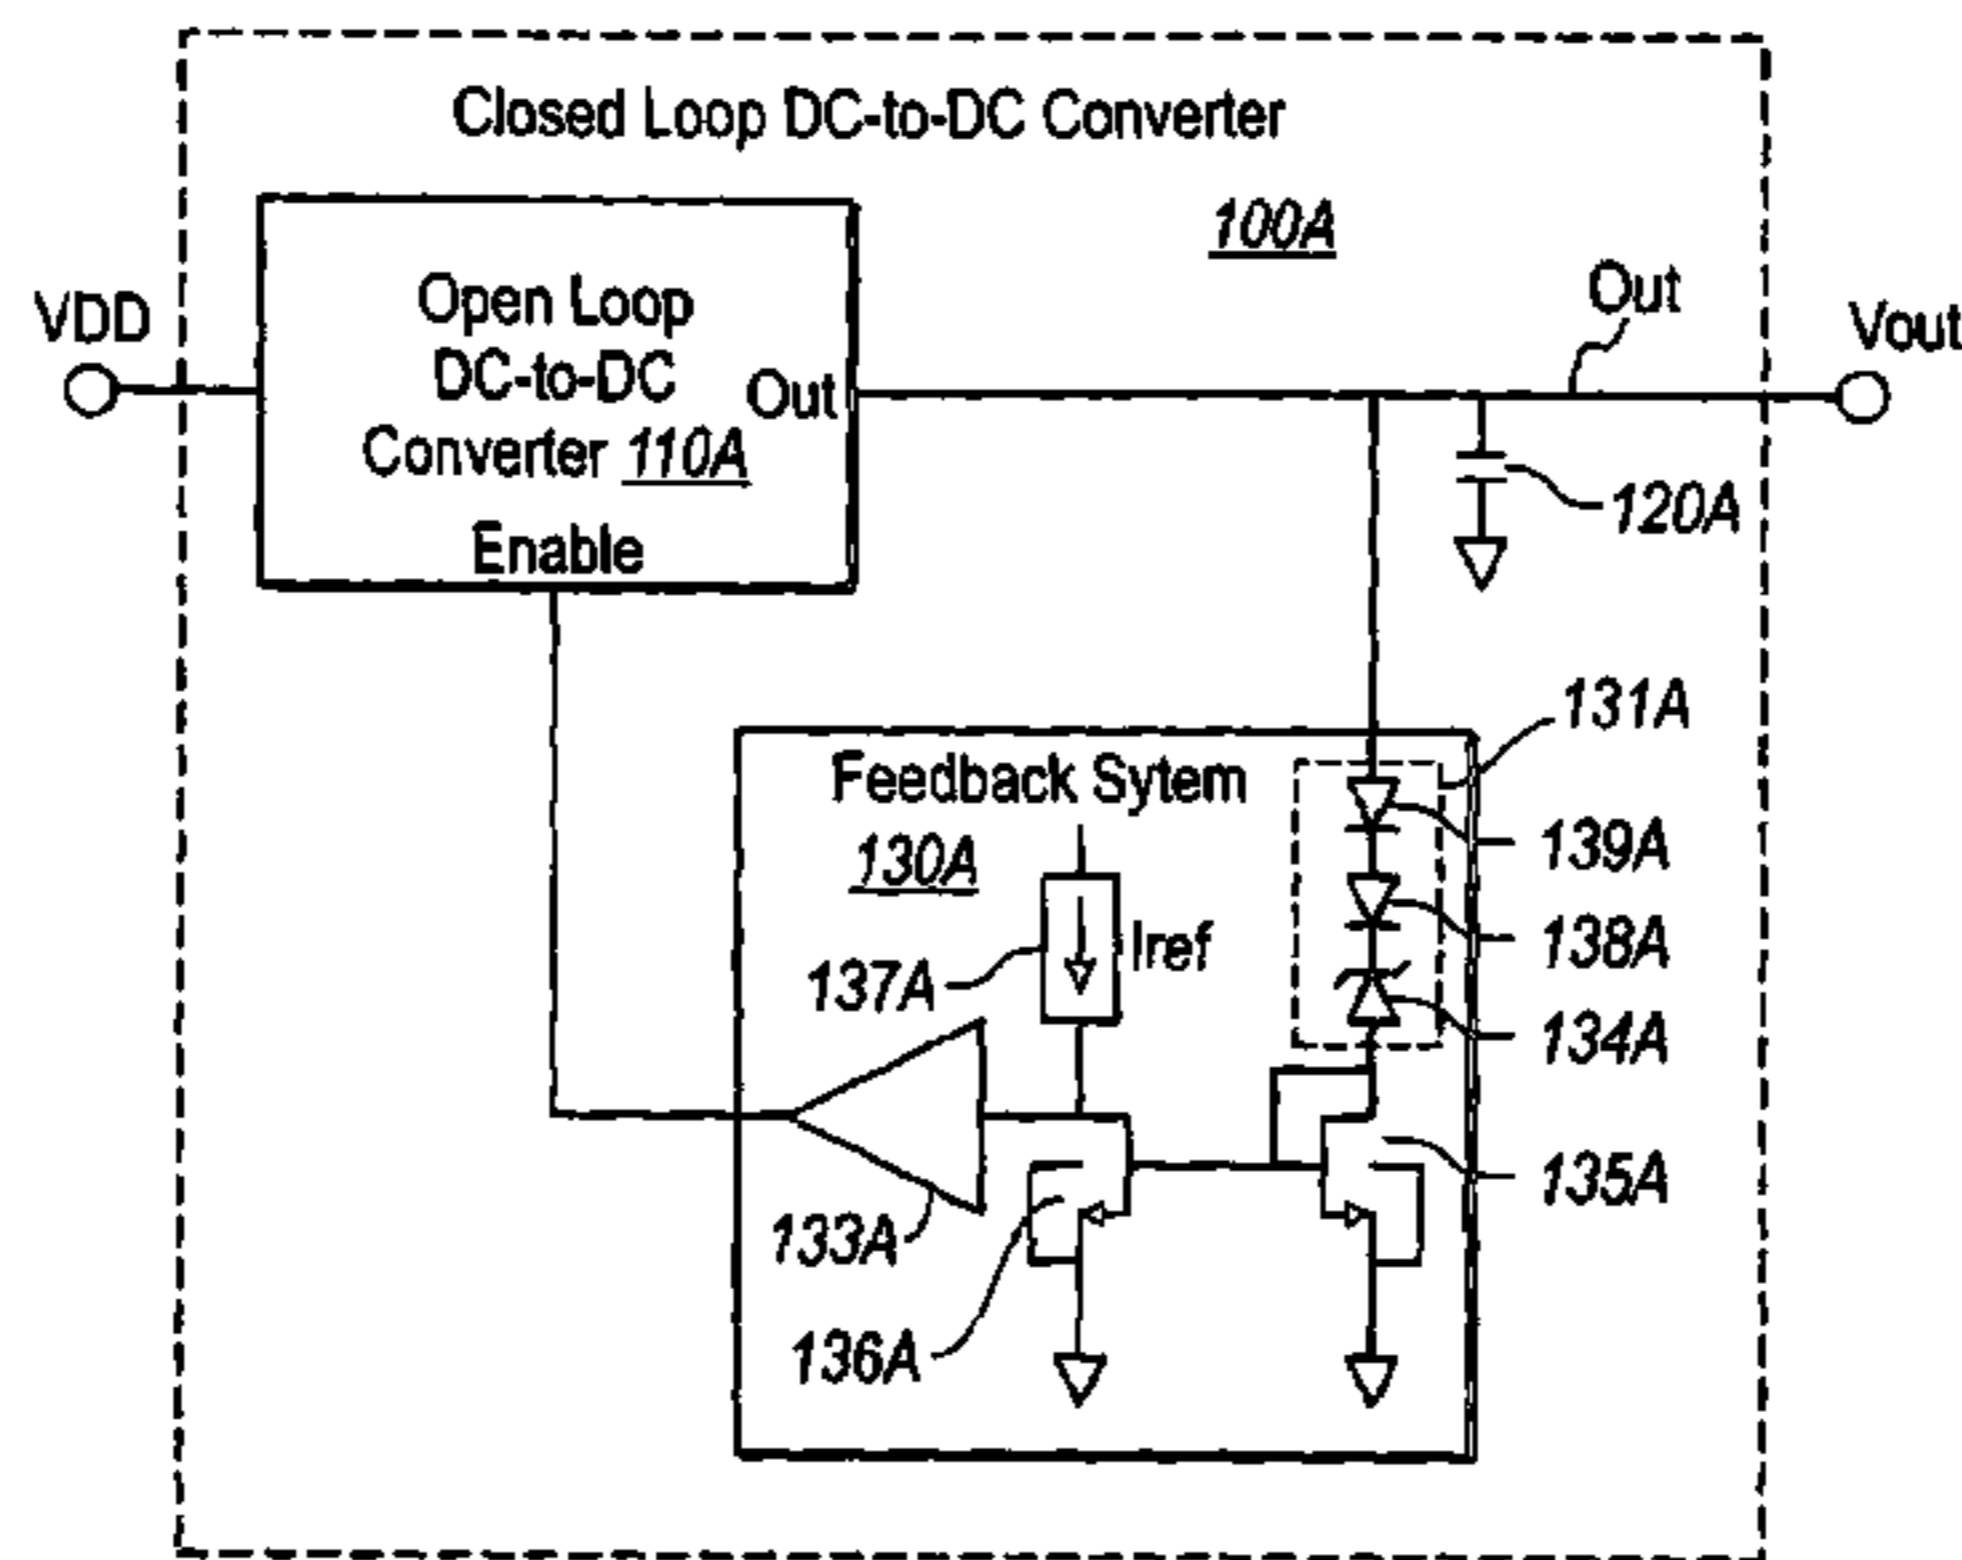 Closed Loop DC-to-DC Converter
100A
VDD
Open Loop
DC-to-DC
Converter 110A
Out
Enable
Out
Vout
120A
131A
Feedback Sytem
130A
139A
Iref
138A
137A
134A
135A
133A
136A